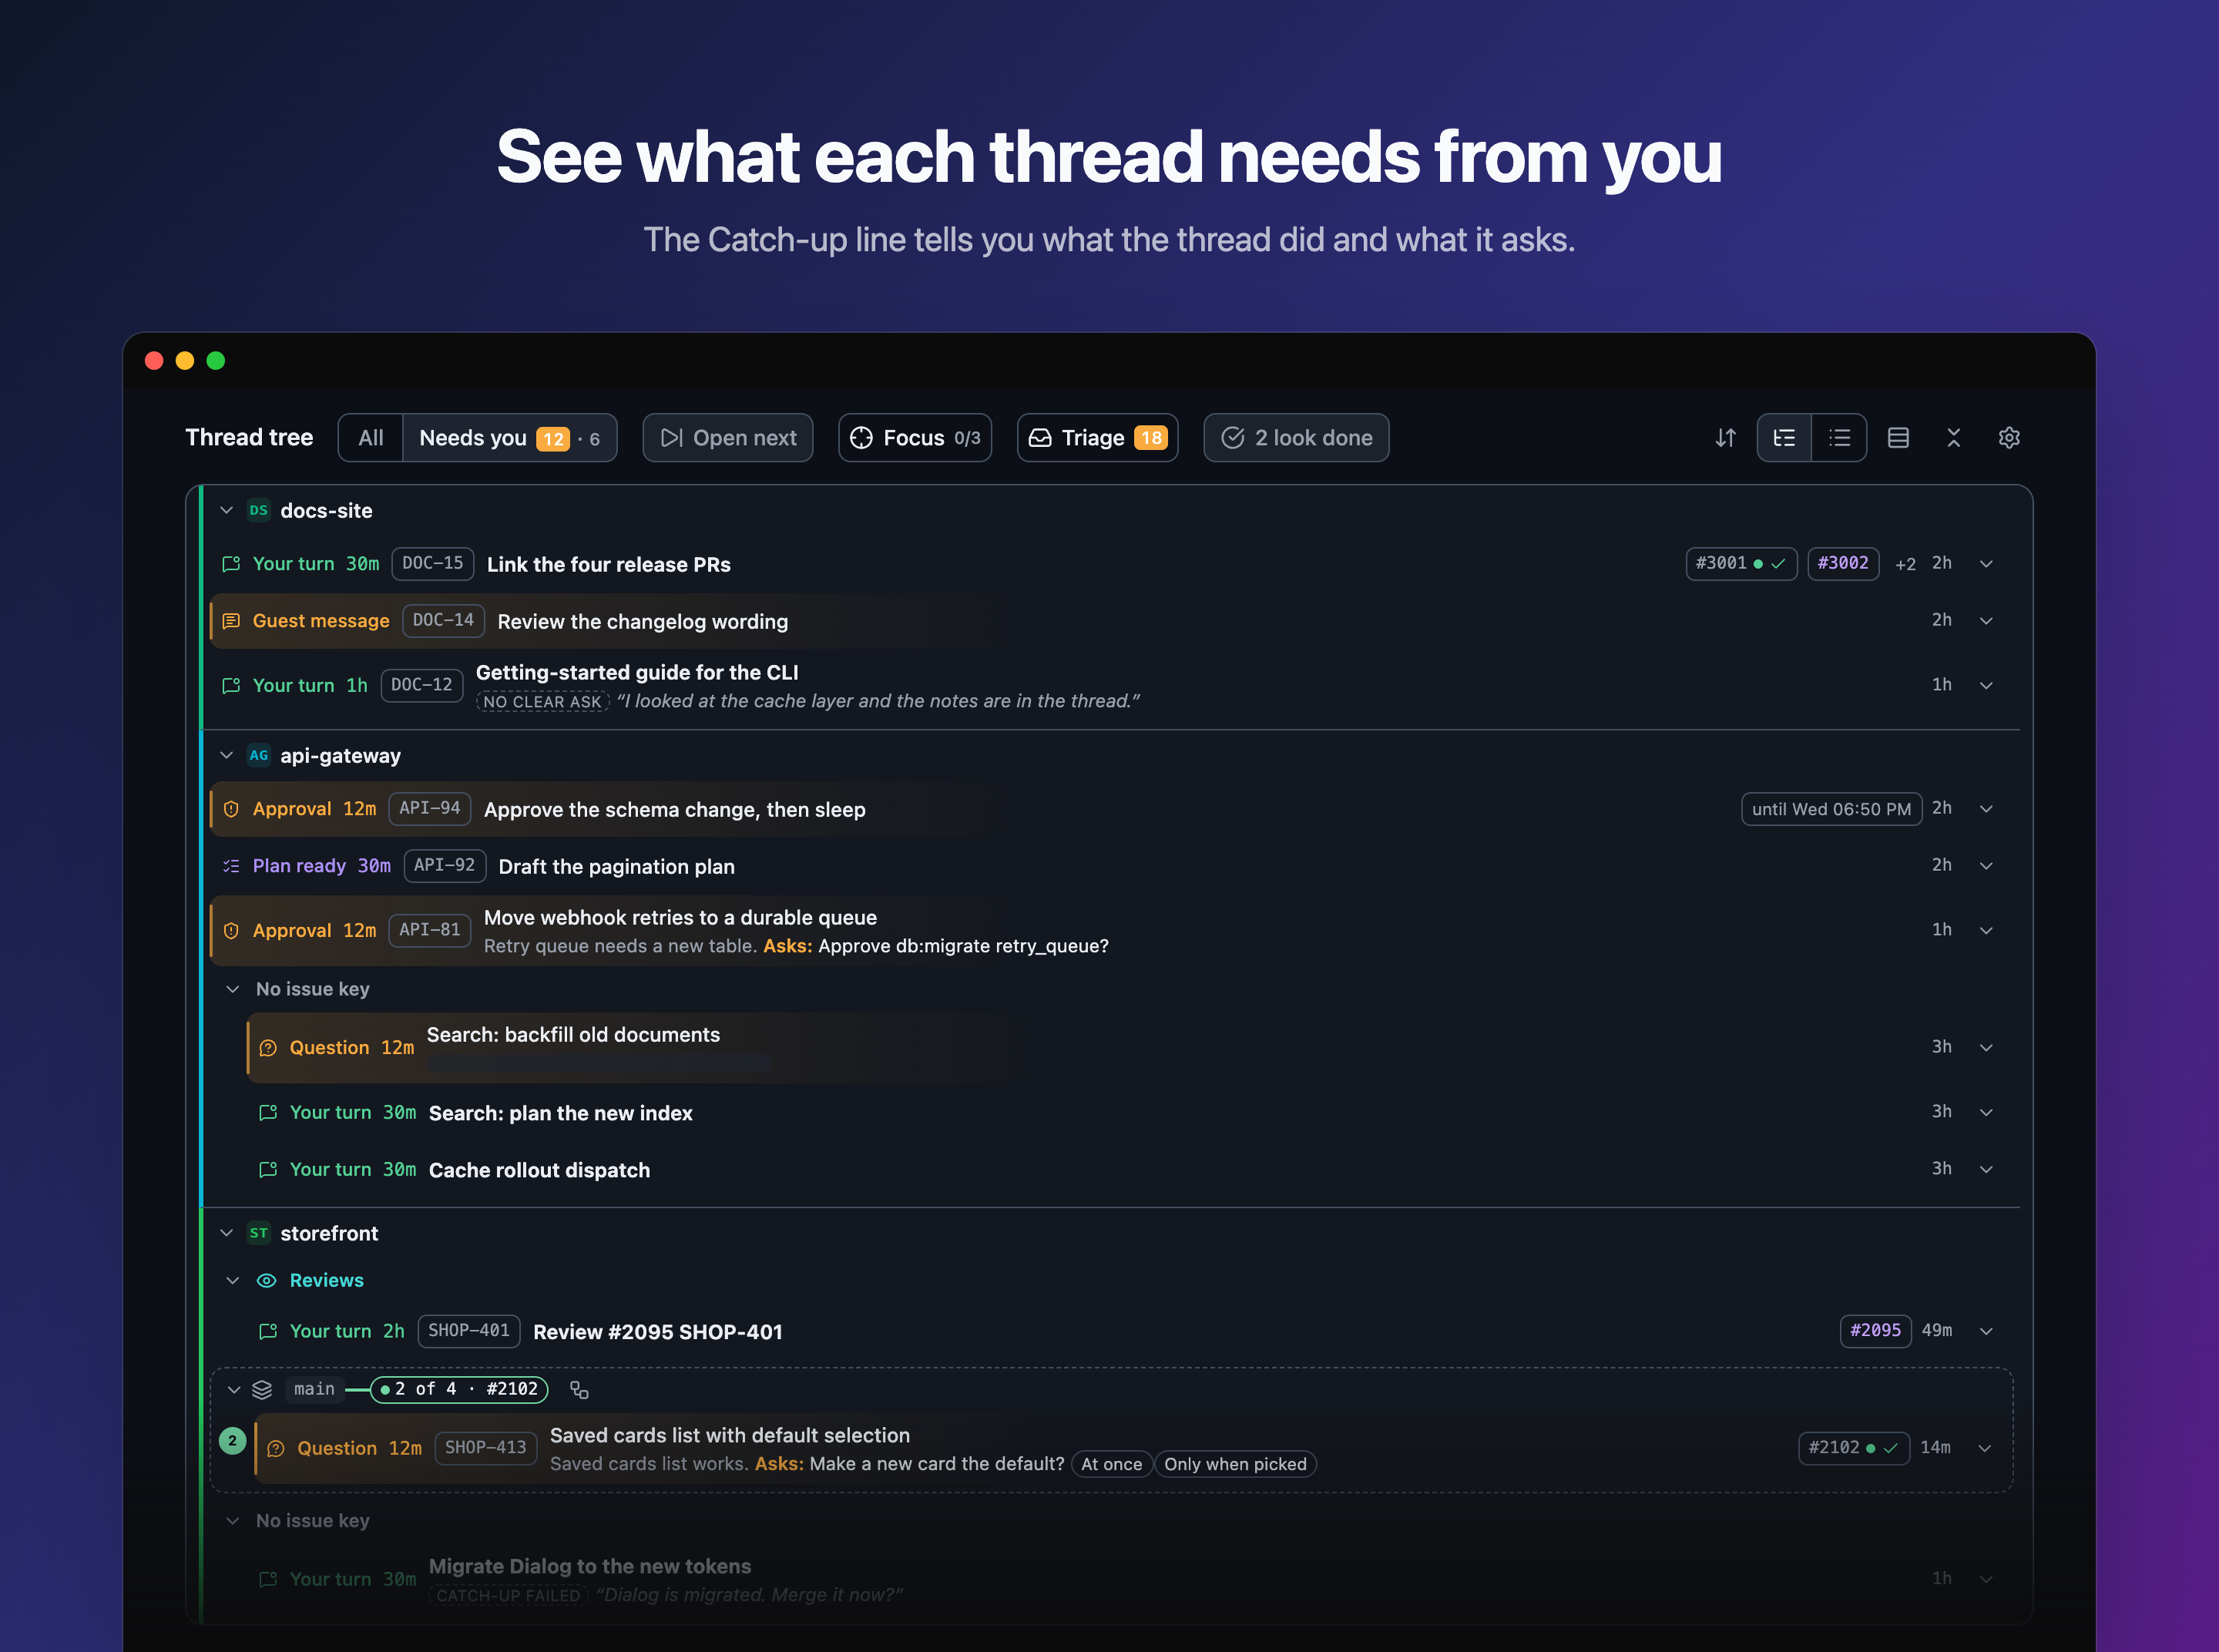 See what each thread needs from you
The Catch-up line tells you what the thread did and what it asks.
Thread tree All Needs you 12 · 6 Open next Focus 0/3 Triage 18 2 look done
DS docs-site
Your turn 30m DOC-15 Link the four release PRs #3001 #3002 +2 2h
Guest message DOC-14 Review the changelog wording 2h
Your turn 1h DOC-12 Getting-started guide for the CLI 1h
NO CLEAR ASK “I looked at the cache layer and the notes are in the thread.”
AG api-gateway
Approval 12m API-94 Approve the schema change, then sleep until Wed 06:50 PM 2h
Plan ready 30m API-92 Draft the pagination plan 2h
Approval 12m API-81 Move webhook retries to a durable queue 1h
Retry queue needs a new table. Asks: Approve db:migrate retry_queue?
No issue key
Question 12m Search: backfill old documents 3h
Your turn 30m Search: plan the new index 3h
Your turn 30m Cache rollout dispatch 3h
ST storefront
Reviews
Your turn 2h SHOP-401 Review #2095 SHOP-401 #2095 49m
main 2 of 4 · #2102
2 Question 12m SHOP-413 Saved cards list with default selection #2102 14m
Saved cards list works. Asks: Make a new card the default? At once Only when picked
No issue key
Your turn 30m Migrate Dialog to the new tokens 1h
CATCH-UP FAILED “Dialog is migrated. Merge it now?”